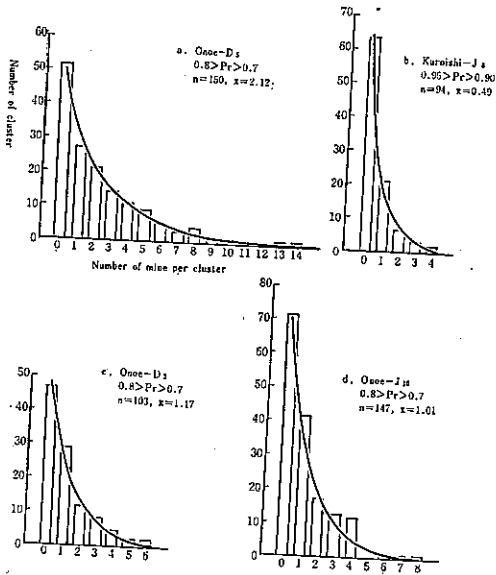 a. Onoe-D5
0.8>Pr>0.7
n=150, x=2.12
Number of cluster
60
50
40
30
20
10
0
0 1 2 3 4 5 6 7 8 9 10 11 12 13 14
Number of mine per cluster
b. Kuroishi-J8
0.95>Pr>0.90
n=94, x=0.49
70
60
50
40
30
20
10
0
0 1 2 3 4
c. Onoe-D3
0.8>Pr>0.7
n=103, x=1.17
50
40
30
20
10
0
0 1 2 3 4 5 6
d. Onoe-J10
0.8>Pr>0.7
n=147, x=1.01
80
70
60
50
40
30
20
10
0
0 1 2 3 4 5 6 7 8